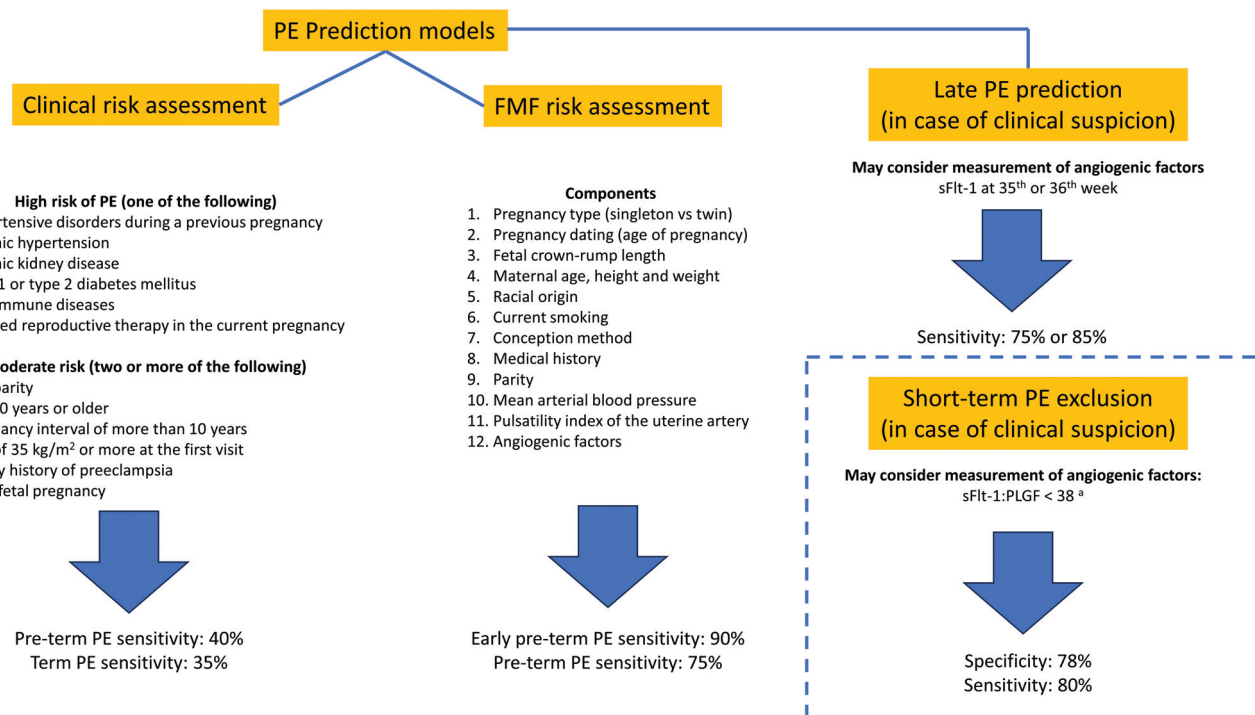 PE Prediction models
Clinical risk assessment
High risk of PE (one of the following)
rtensive disorders during a previous pregnancy
nic hypertension
nic kidney disease
1 or type 2 diabetes mellitus
mmune diseases
ed reproductive therapy in the current pregnancy
oderate risk (two or more of the following)
parity
0 years or older
nancy interval of more than 10 years
of 35 kg/m² or more at the first visit
y history of preeclampsia
fetal pregnancy
Pre-term PE sensitivity: 40%
Term PE sensitivity: 35%
FMF risk assessment
Components
1. Pregnancy type (singleton vs twin)
2. Pregnancy dating (age of pregnancy)
3. Fetal crown-rump length
4. Maternal age, height and weight
5. Racial origin
6. Current smoking
7. Conception method
8. Medical history
9. Parity
10. Mean arterial blood pressure
11. Pulsatility index of the uterine artery
12. Angiogenic factors
Early pre-term PE sensitivity: 90%
Pre-term PE sensitivity: 75%
Late PE prediction
(in case of clinical suspicion)
May consider measurement of angiogenic factors
sFlt-1 at 35th or 36th week
Sensitivity: 75% or 85%
Short-term PE exclusion
(in case of clinical suspicion)
May consider measurement of angiogenic factors:
sFlt-1:PLGF < 38 a
Specificity: 78%
Sensitivity: 80%